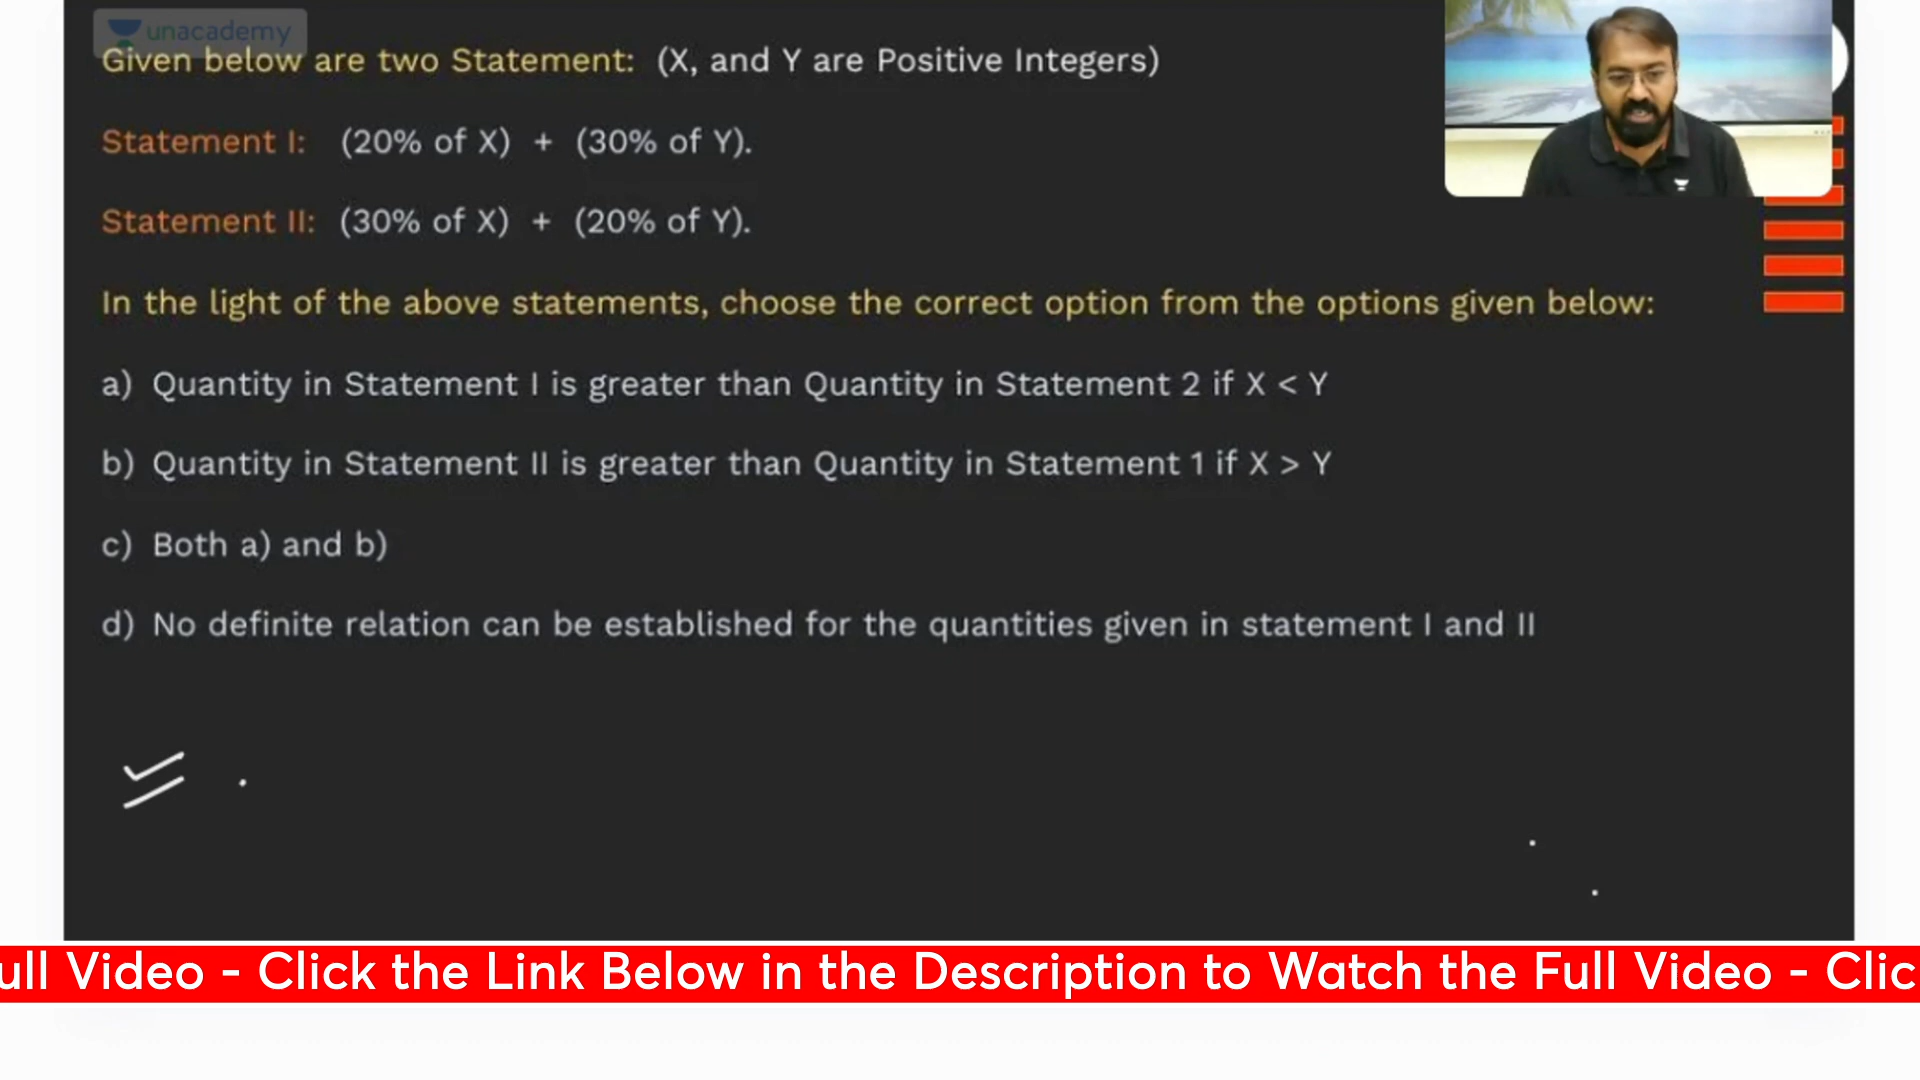 unacademy
Given below are two Statement: (X, and Y are Positive Integers)
Statement I: (20% of X) + (30% of Y).
Statement II: (30% of X) + (20% of Y).
In the light of the above statements, choose the correct option from the options given below:
a) Quantity in Statement I is greater than Quantity in Statement 2 if X < Y
b) Quantity in Statement II is greater than Quantity in Statement 1 if X > Y
c) Both a) and b)
d) No definite relation can be established for the quantities given in statement I and II
ull Video - Click the Link Below in the Description to Watch the Full Video - Clic